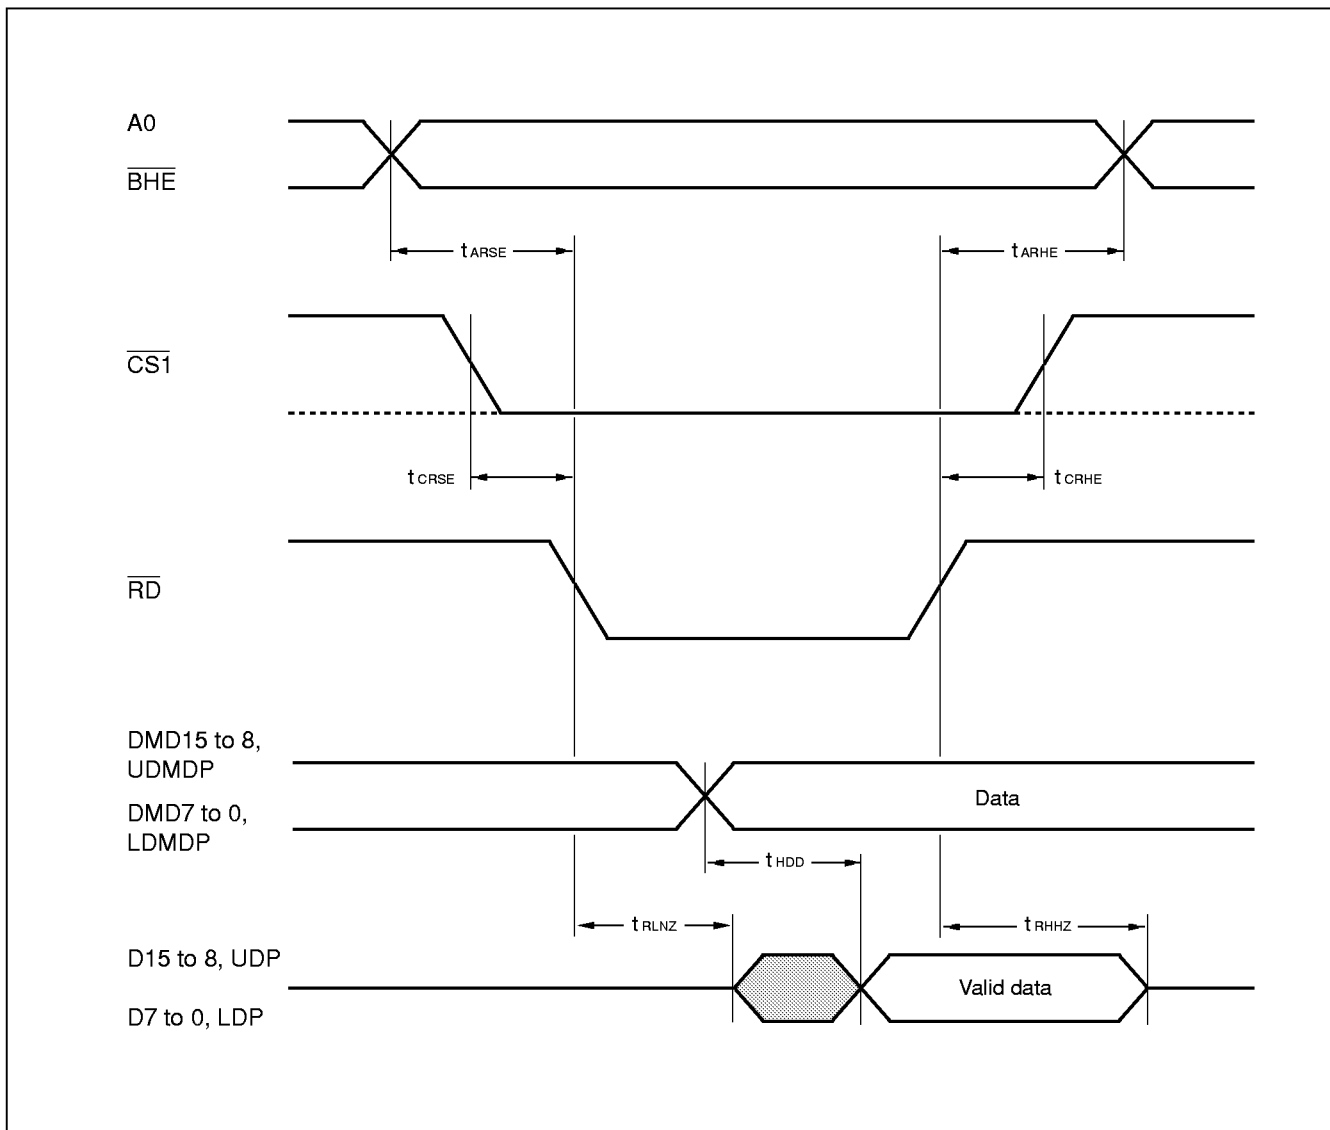 A0
BHE
tARSE
tARHE
CS1
tCRSE
tCRHE
RD
DMD15 to 8,
UDMDP
DMD7 to 0,
LDMDP
Data
tHDD
tRLNZ
tRHHZ
D15 to 8, UDP
Valid data
D7 to 0, LDP